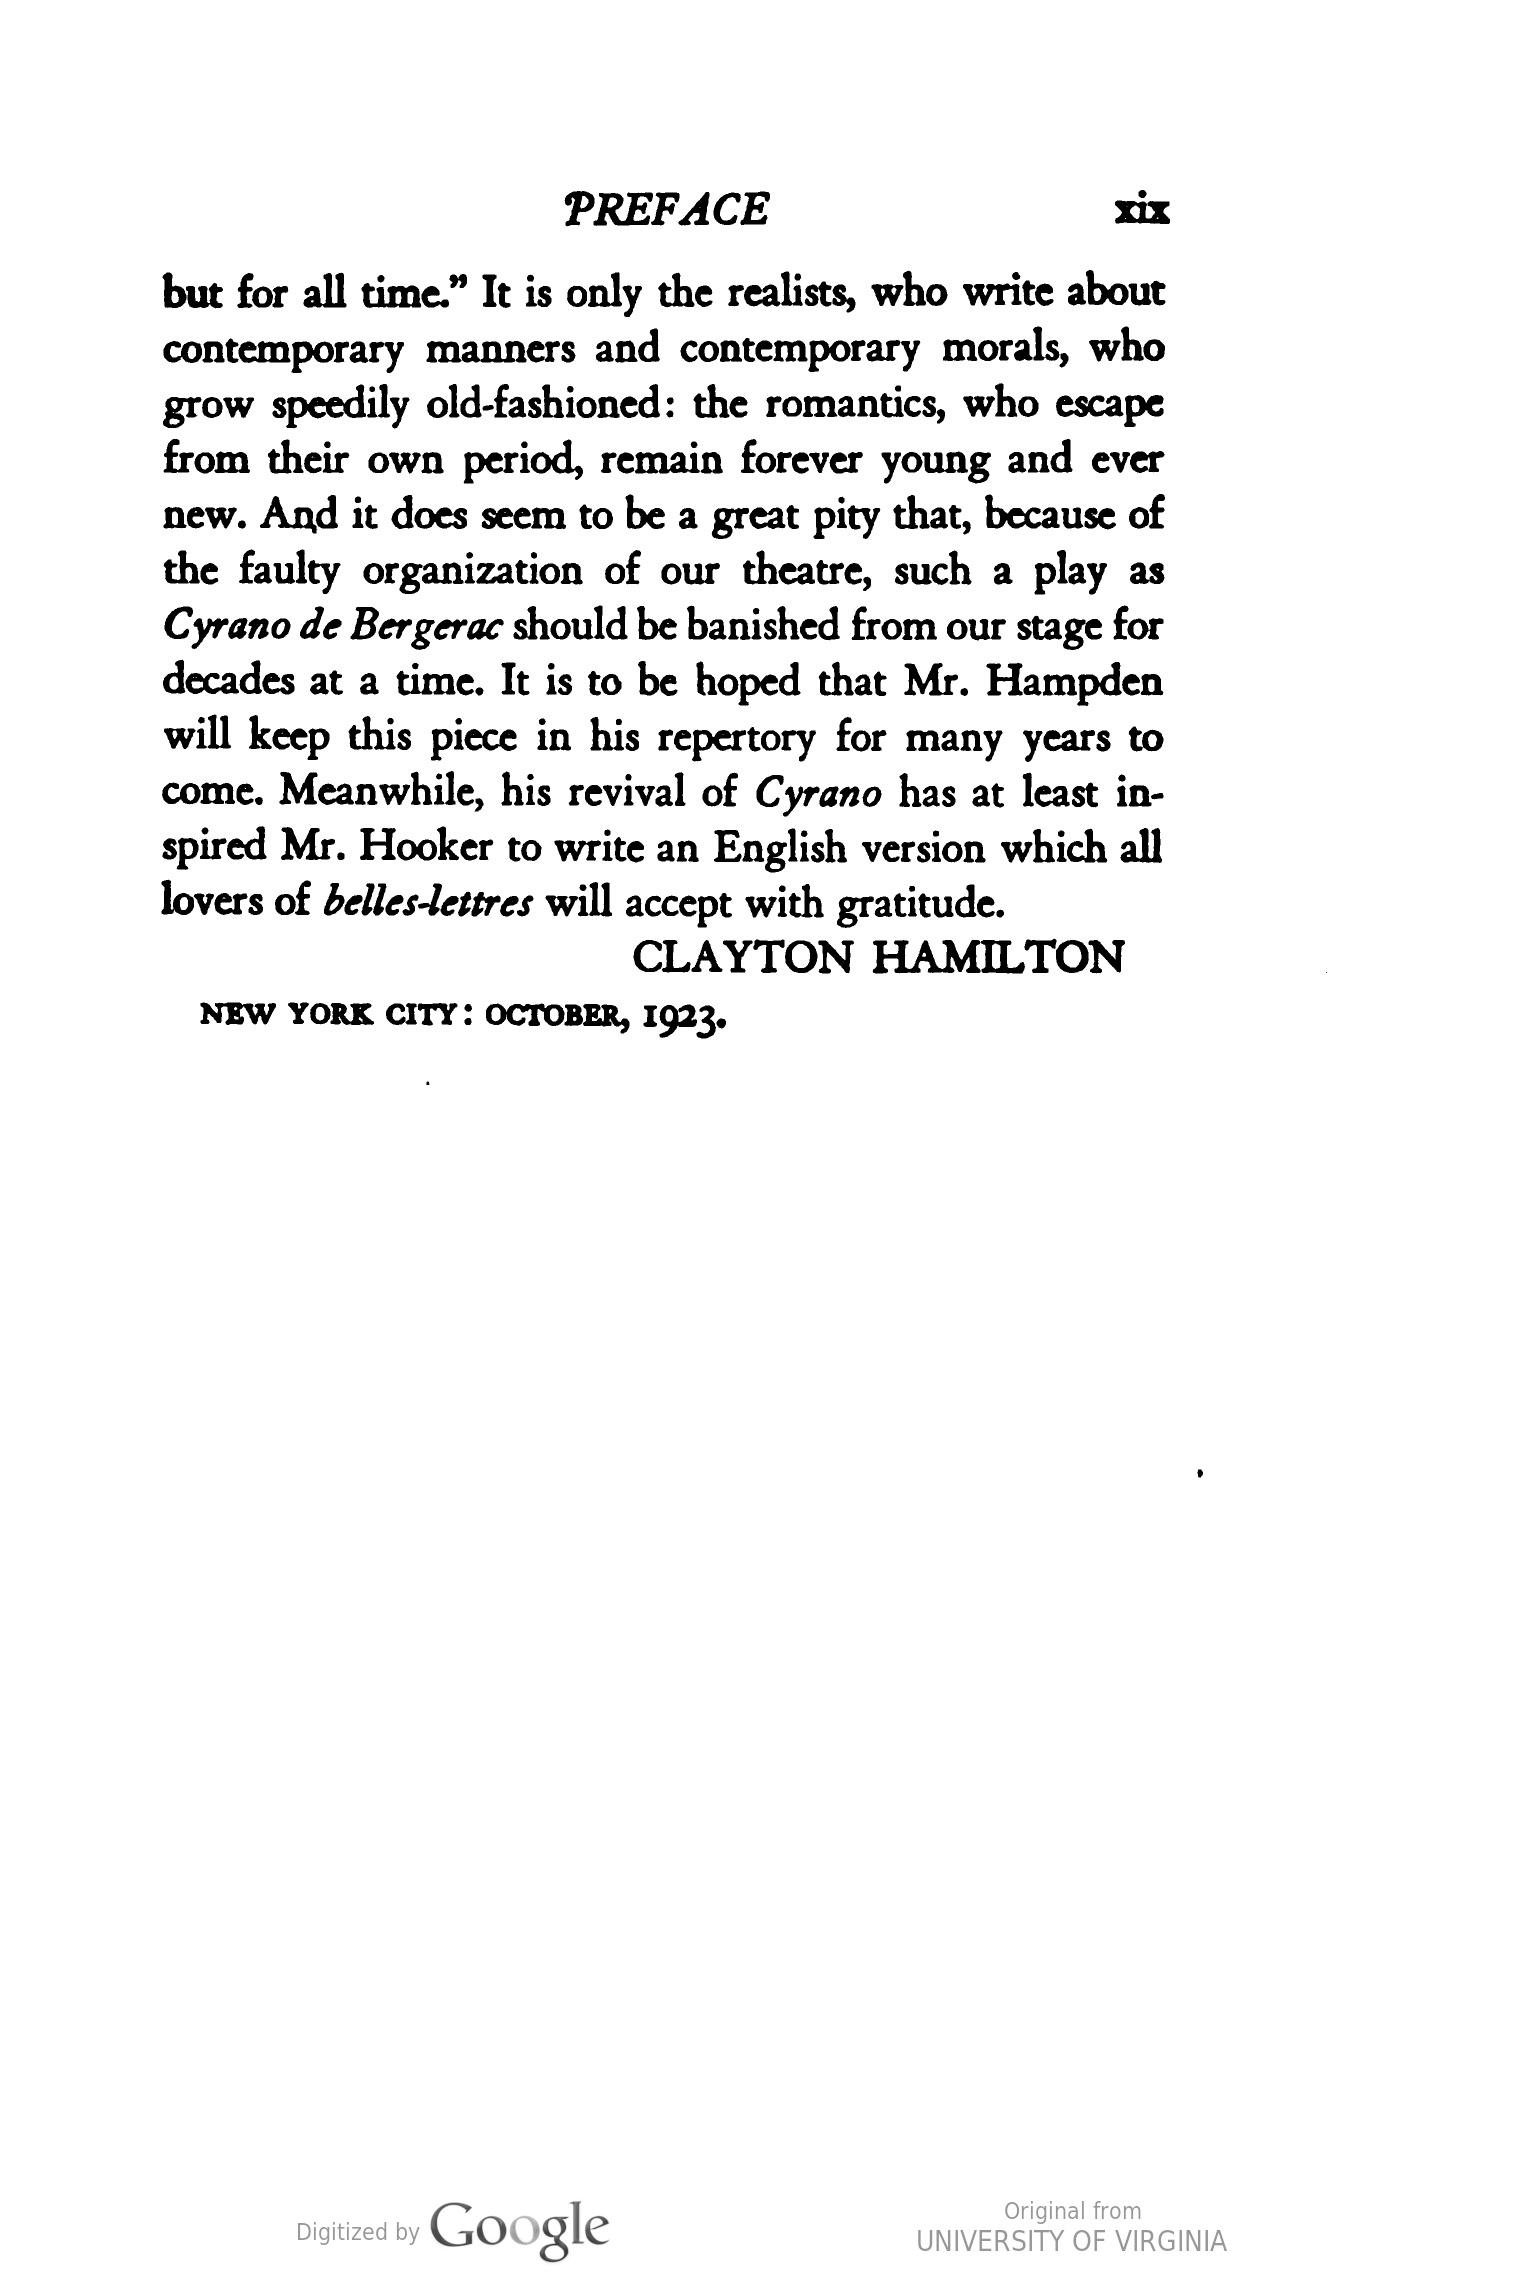 PREFACE xix
but for all time.” It is only the realists, who write about
contemporary manners and contemporary morals, who
grow speedily old-fashioned: the romantics, who escape
from their own period, remain forever young and ever
new. And it does seem to be a great pity that, because of
the faulty organization of our theatre, such a play as
Cyrano de Bergerac should be banished from our stage for
decades at a time. It is to be hoped that Mr. Hampden
will keep this piece in his repertory for many years to
come. Meanwhile, his revival of Cyrano has at least in-
spired Mr. Hooker to write an English version which all
lovers of belles-lettres will accept with gratitude.
CLAYTON HAMILTON
NEW YORK CITY: OCTOBER, 1923.
Digitized by Google
Original from
UNIVERSITY OF VIRGINIA